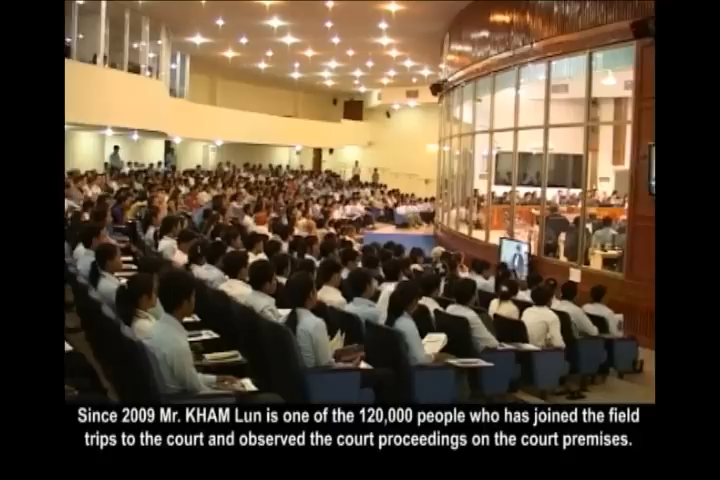 Since 2009 Mr. KHAM Lun is one of the 120,000 people who has joined the field
trips to the court and observed the court proceedings on the court premises.